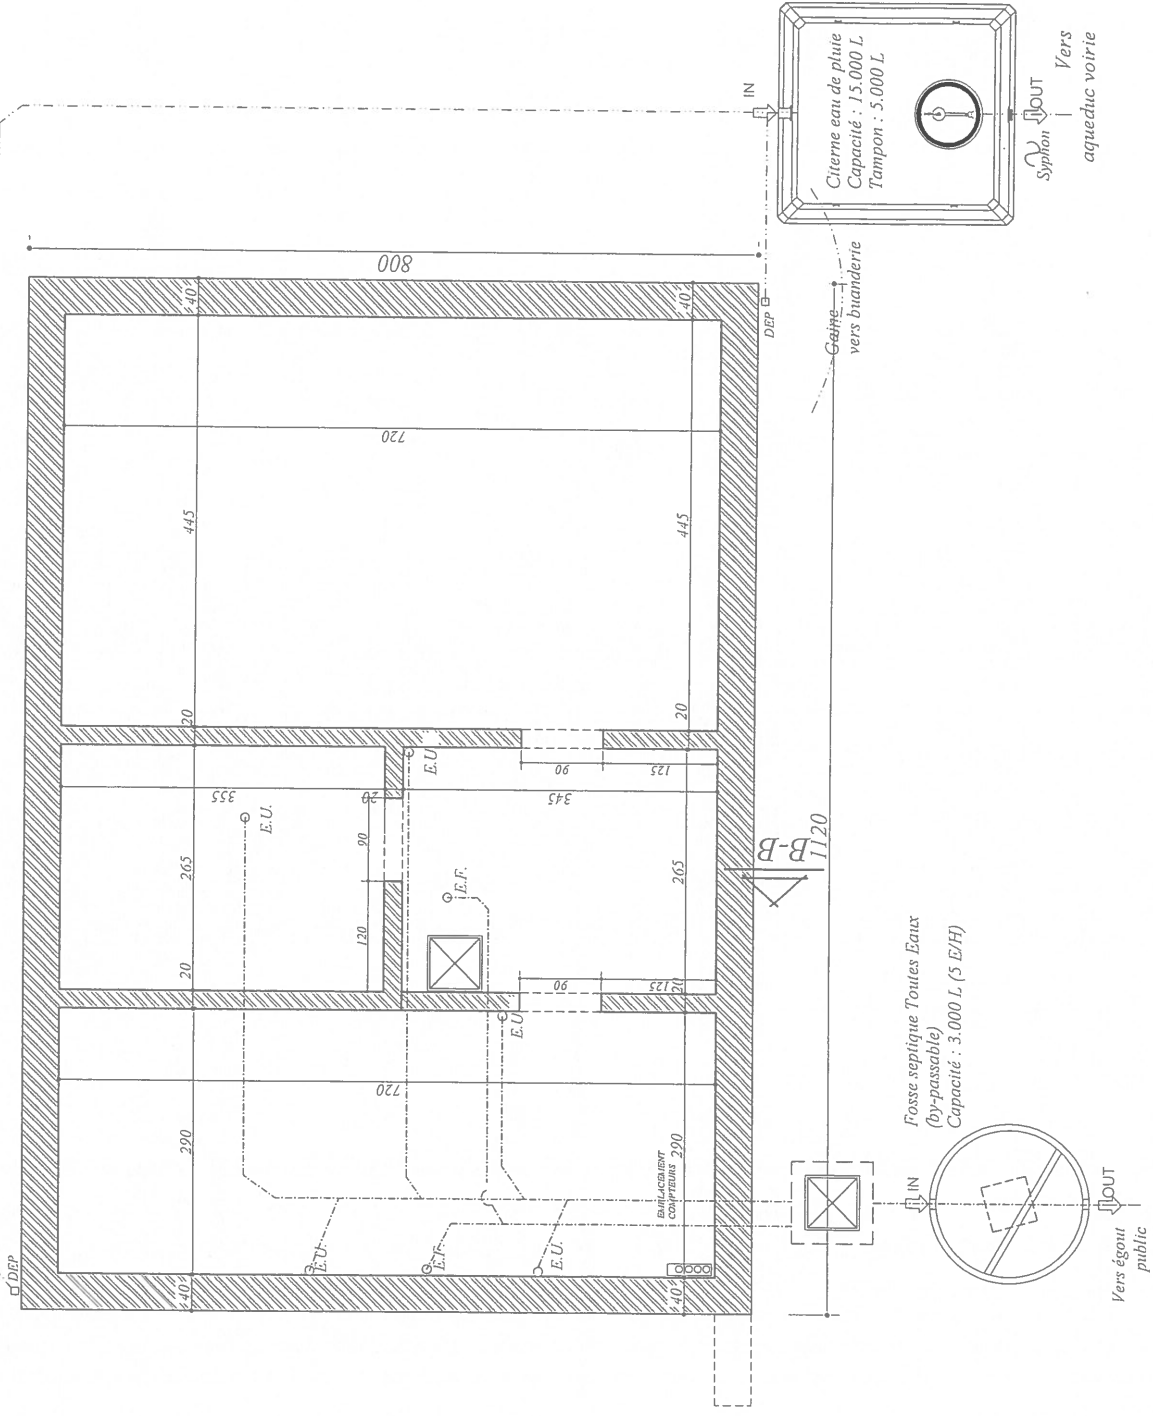 Citerne eau de pluie
Capacité : 15.000 L
Tampon : 5.000 L
IN
OUT
Syphon
Vers
aqueduc voirie
Gaine
vers buanderie
DEP
800
40
40
720
445
445
20
20
355
20
345
90
125
E.U.
E.U.
90
265
265
120
E.F.
B-B
1120
20
90
125
20
E.U.
720
290
290
EMPLACEMENT
COMPTEURS
E.U.
E.F.
E.U.
40
40
DEP
Fosse septique Toutes Eaux
(by-passable)
Capacité : 3.000 L (5 E/H)
IN
OUT
Vers égout
public